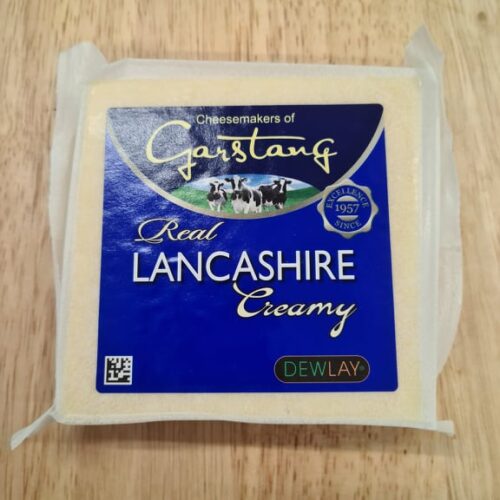 Cheesemakers of
Garstang
EXCELLENCE
1957
SINCE
Real
LANCASHIRE
Creamy
DEWLAY®